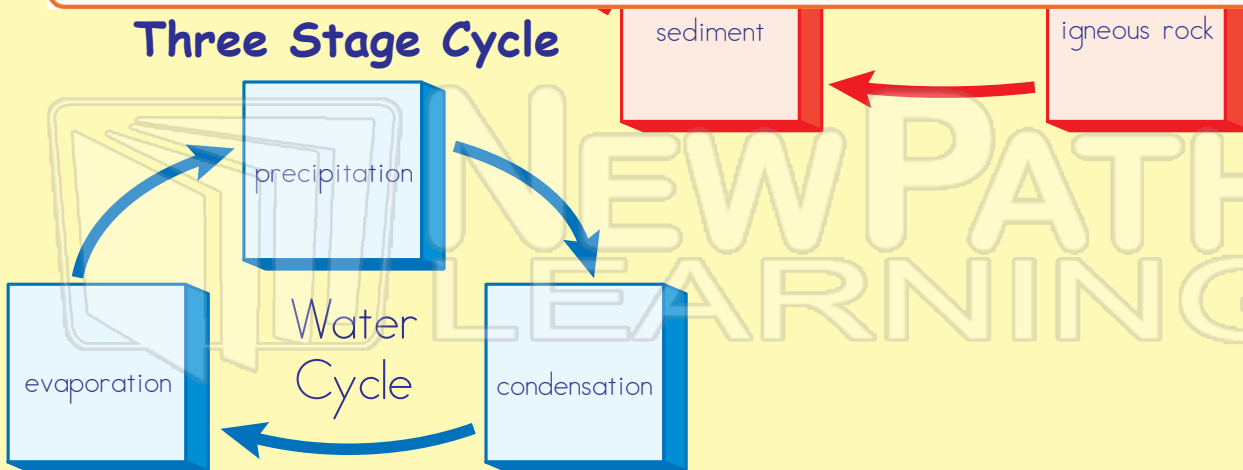 Three Stage Cycle
sediment
igneous rock
precipitation
Water
Cycle
evaporation
condensation
NEWPATH
LEARNING